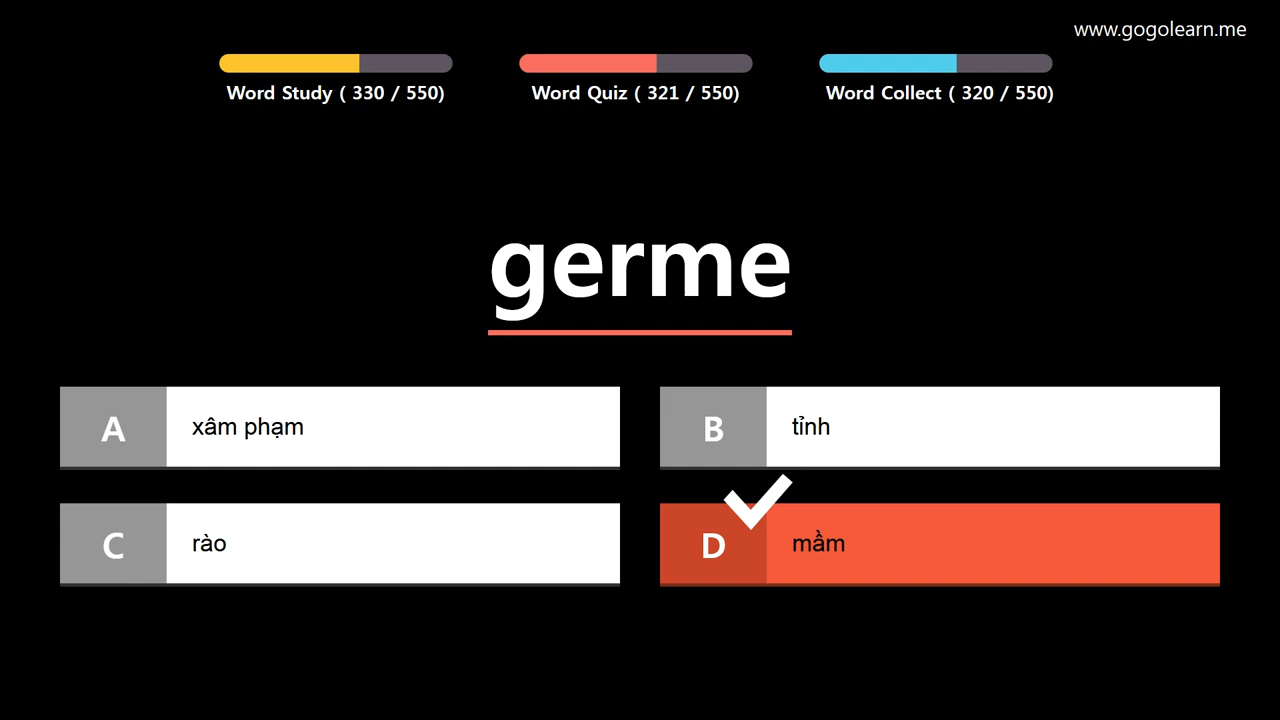 www.gogolearn.me
Word Study ( 330 / 550)
Word Quiz ( 321 / 550)
Word Collect ( 320 / 550)
germe
A xâm phạm
B tỉnh
C rào
D mầm